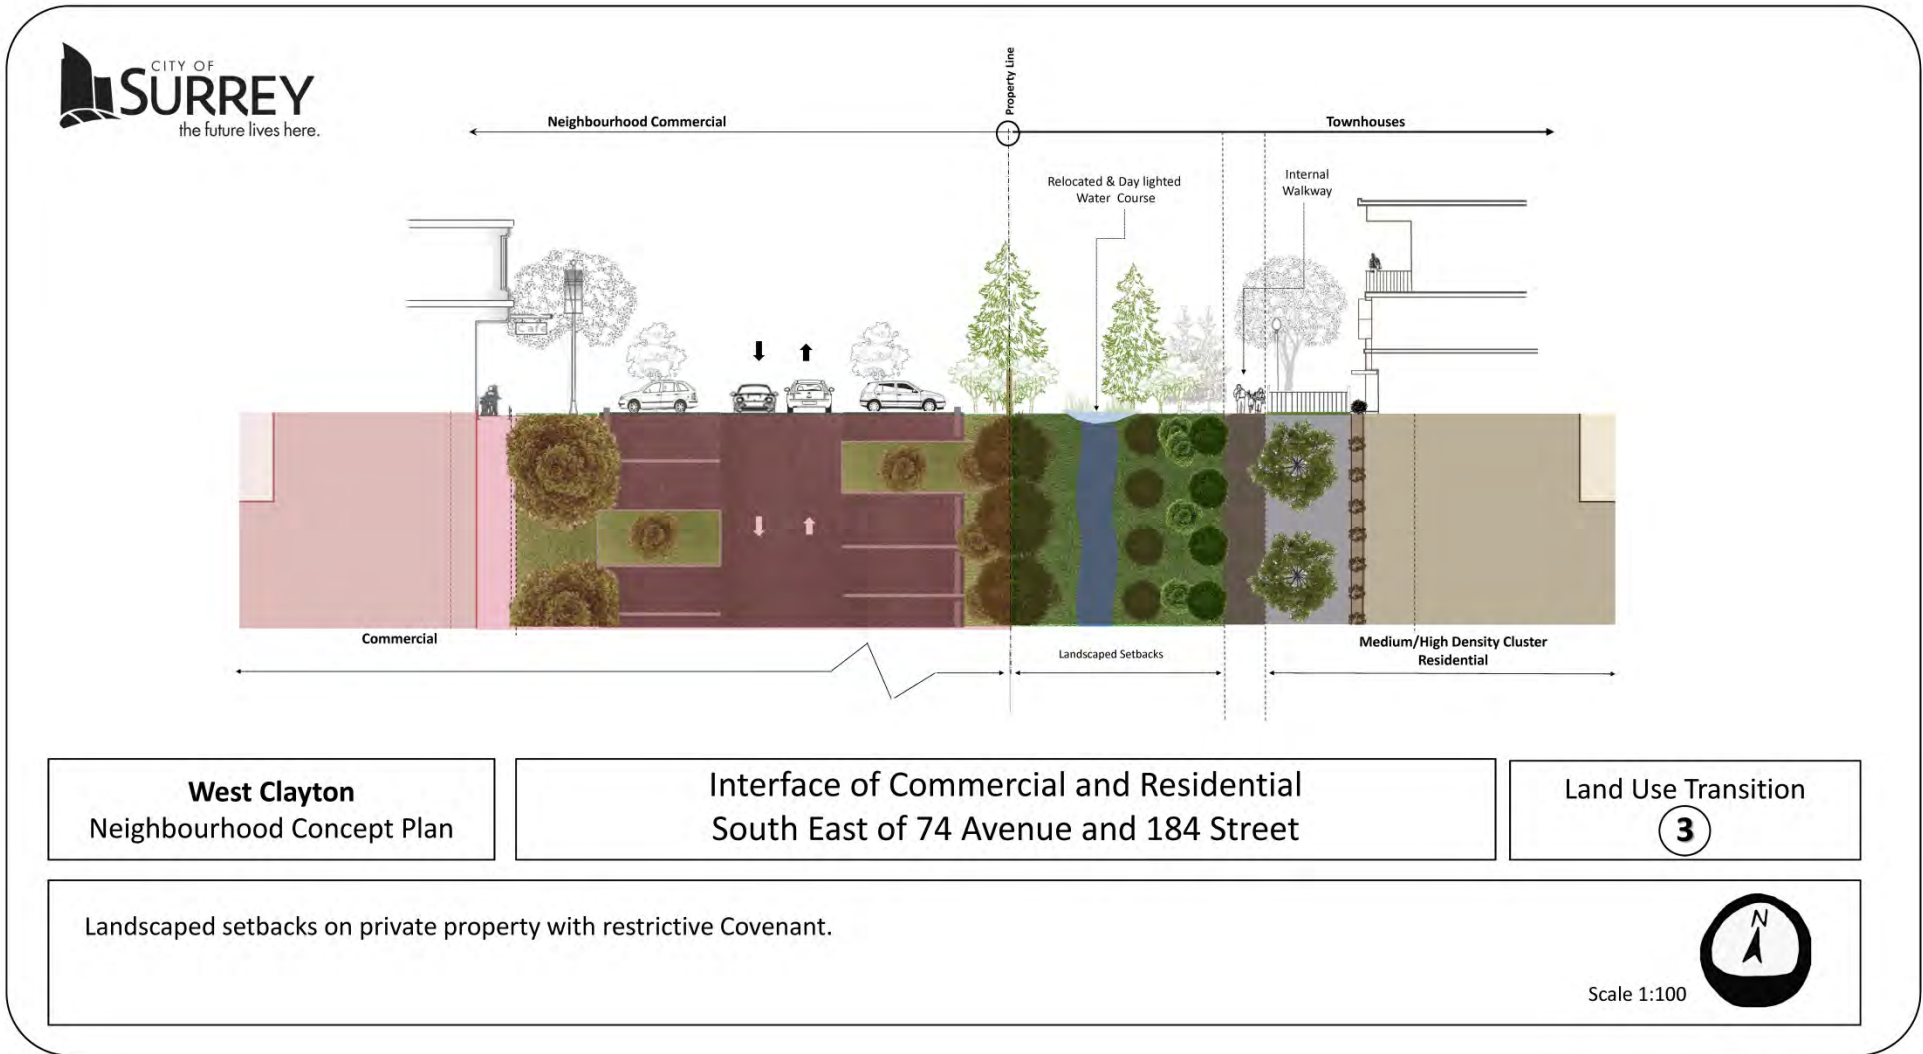 CITY OF
SURREY
the future lives here.
Property Line
Neighbourhood Commercial
Townhouses
Relocated & Day lighted
Water Course
Internal
Walkway
Cafe
Commercial
Landscaped Setbacks
Medium/High Density Cluster
Residential
West Clayton
Neighbourhood Concept Plan
Interface of Commercial and Residential
South East of 74 Avenue and 184 Street
Land Use Transition
3
Landscaped setbacks on private property with restrictive Covenant.
N
Scale 1:100